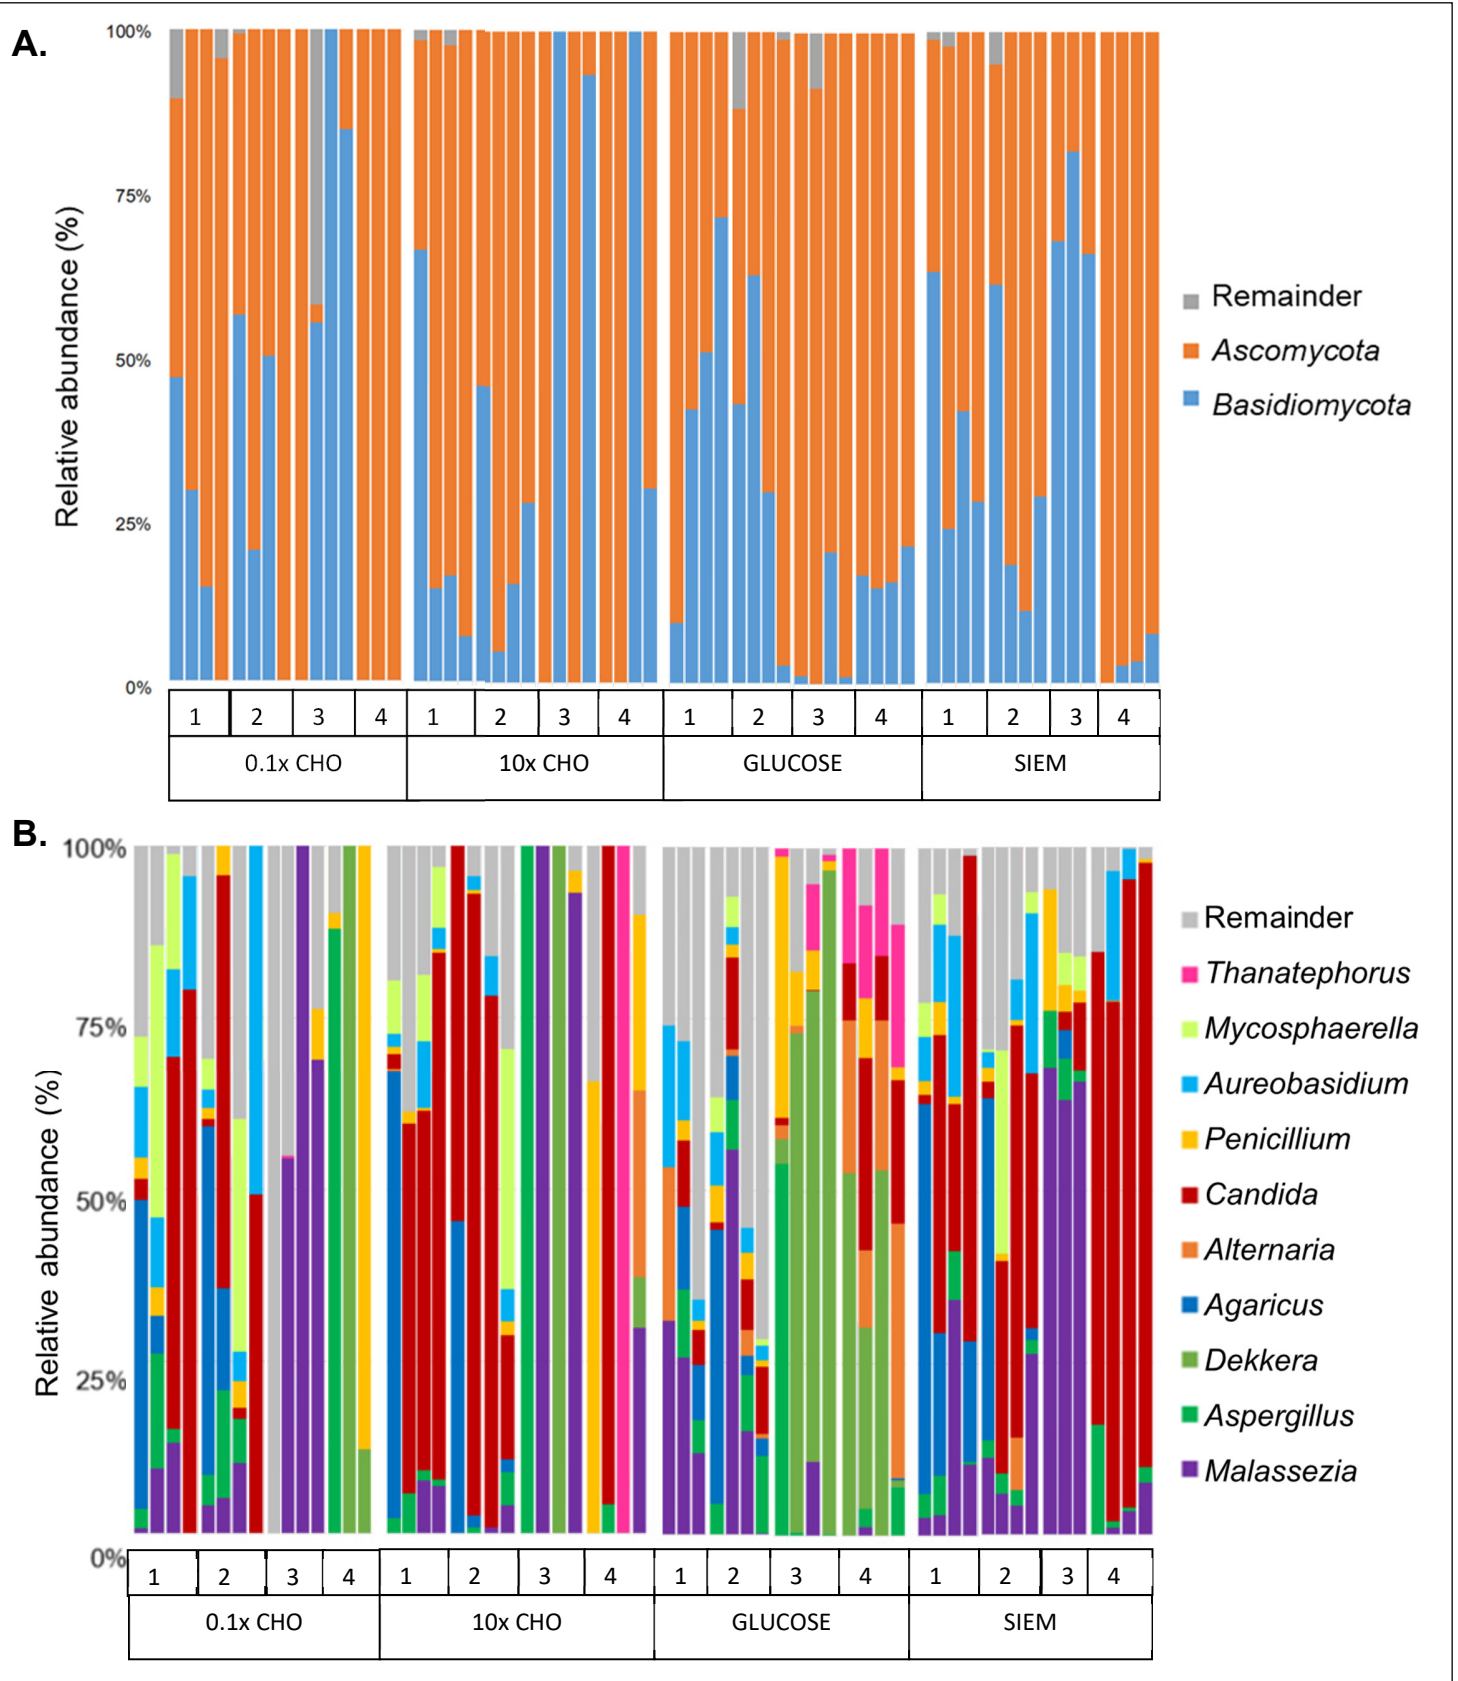 A.
Relative abundance (%)
100%
75%
50%
25%
0%
Remainder
Ascomycota
Basidiomycota
1 2 3 4 1 2 3 4 1 2 3 4 1 2 3 4
0.1x CHO 10x CHO GLUCOSE SIEM
B.
Relative abundance (%)
100%
75%
50%
25%
0%
Remainder
Thanatephorus
Mycosphaerella
Aureobasidium
Penicillium
Candida
Alternaria
Agaricus
Dekkera
Aspergillus
Malassezia
1 2 3 4 1 2 3 4 1 2 3 4 1 2 3 4
0.1x CHO 10x CHO GLUCOSE SIEM